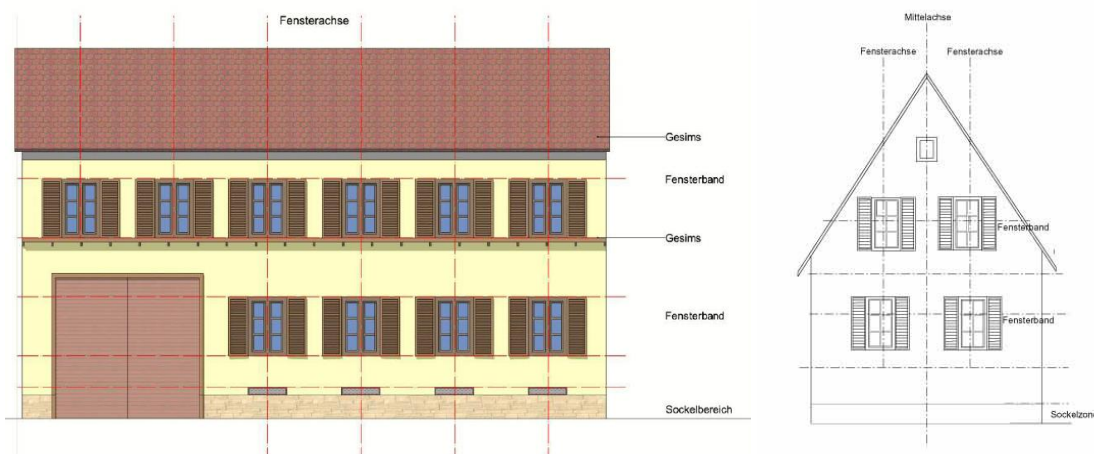 Fensterachse
Gesims
Fensterband
Gesims
Fensterband
Sockelbereich
Mittelachse
Fensterachse
Fensterachse
Fensterband
Fensterband
Sockelzone